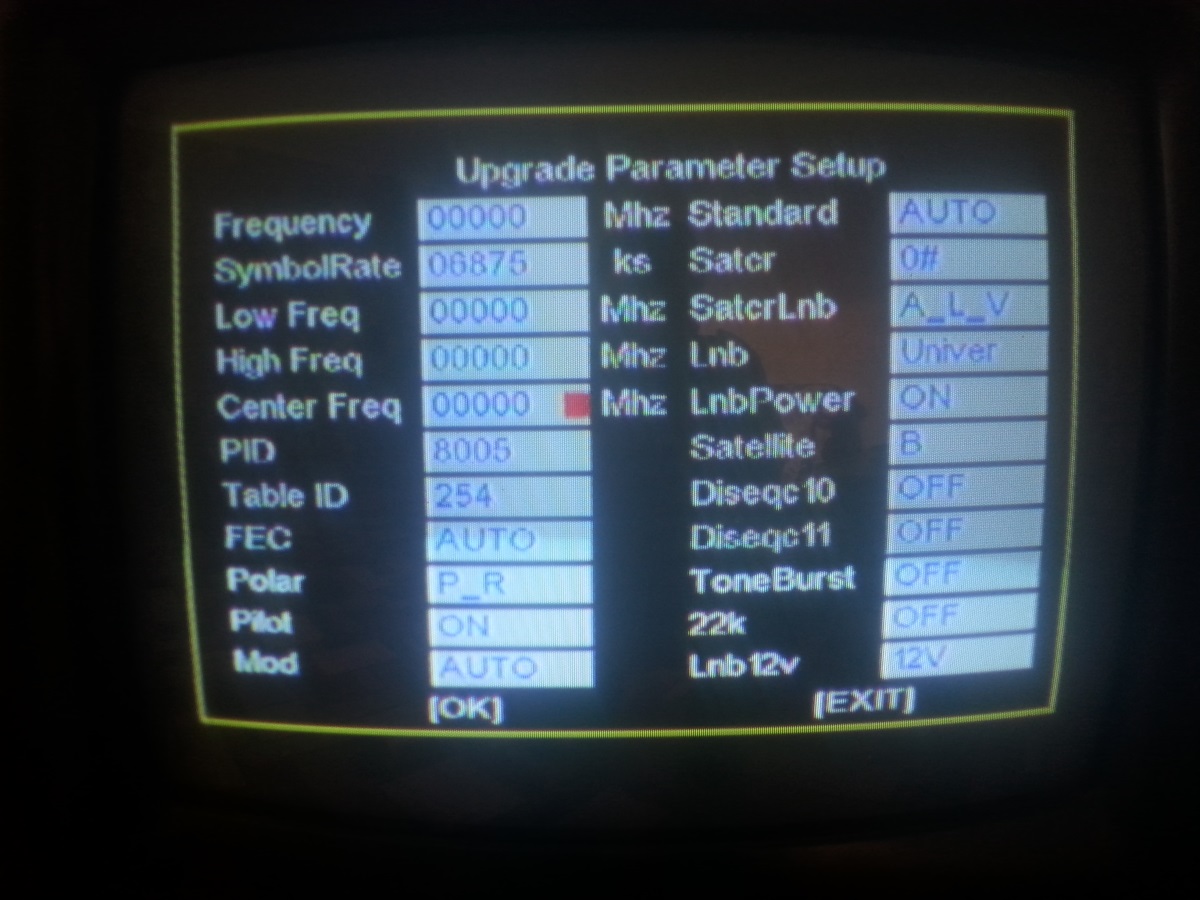 Upgrade Parameter Setup
Frequency 00000 Mhz Standard AUTO
SymbolRate 06875 ks Satcr 0#
Low Freq 00000 Mhz SatcrLnb A_L_V
High Freq 00000 Mhz Lnb Univer
Center Freq 00000 Mhz LnbPower ON
PID 8005 Satellite B
Table ID 254 Diseqc10 OFF
FEC AUTO Diseqc11 OFF
Polar P_R ToneBurst OFF
Pilot ON 22k OFF
Mod AUTO Lnb12v 12V
[OK] [EXIT]